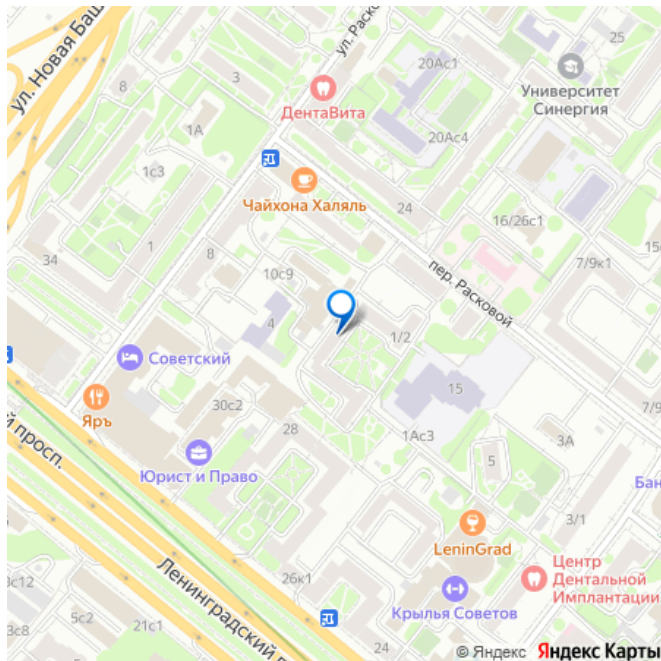 ул. Новая Баш
ул. Раско
8
3
20Ас1
Университет
Синергия
ДентаВита
1А
20Ас4
1с3
Чайхона Халяль
24
16/26с1
7/9к1
1
8
34
10с9
пер. Расковой
4
1/2
Советский
15
30с2
7/9
Яръ
й просп.
28
1Ас3
3А
Юрист и Право
5
Бан
3/1
LeninGrad
Ленинградский п
Центр
Дентальной
Имплантации
26к1
3с12
Крылья Советов
5с2
21с1
3с8
24
© Яндекс Яндекс Карты